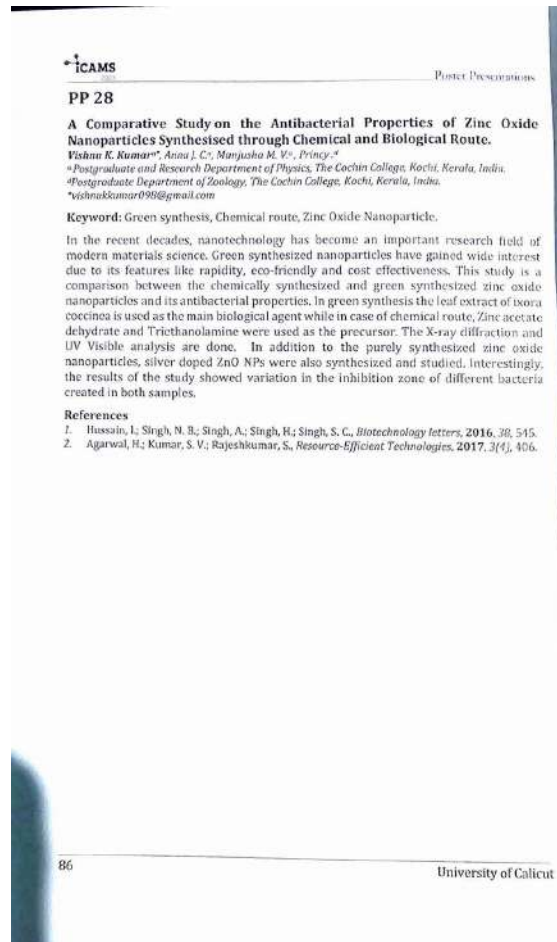 iCAMS
Poster Presentations
PP 28
A Comparative Study on the Antibacterial Properties of Zinc Oxide
Nanoparticles Synthesised through Chemical and Biological Route.
Vishnu K. Kumarᵃ*, Annu J. C.ᵃ, Manjusha M. V.ᵃ, Princy .ᵈ
ᵃPostgraduate and Research Department of Physics, The Cochin College, Kochi, Kerala, India.
ᵈPostgraduate Department of Zoology, The Cochin College, Kochi, Kerala, India.
*vishnukkumar098@gmail.com
Keyword: Green synthesis, Chemical route, Zinc Oxide Nanoparticle.
In the recent decades, nanotechnology has become an important research field of
modern materials science. Green synthesized nanoparticles have gained wide interest
due to its features like rapidity, eco-friendly and cost effectiveness. This study is a
comparison between the chemically synthesized and green synthesized zinc oxide
nanoparticles and its antibacterial properties. In green synthesis the leaf extract of ixora
coccinea is used as the main biological agent while in case of chemical route, Zinc acetate
dehydrate and Triethanolamine were used as the precursor. The X-ray diffraction and
UV Visible analysis are done. In addition to the purely synthesized zinc oxide
nanoparticles, silver doped ZnO NPs were also synthesized and studied. Interestingly,
the results of the study showed variation in the inhibition zone of different bacteria
created in both samples.
References
1. Hussain, I.; Singh, N. B.; Singh, A.; Singh, H.; Singh, S. C., Biotechnology letters, 2016, 38, 545.
2. Agarwal, H.; Kumar, S. V.; Rajeshkumar, S., Resource-Efficient Technologies, 2017, 3(4), 406.
86
University of Calicut